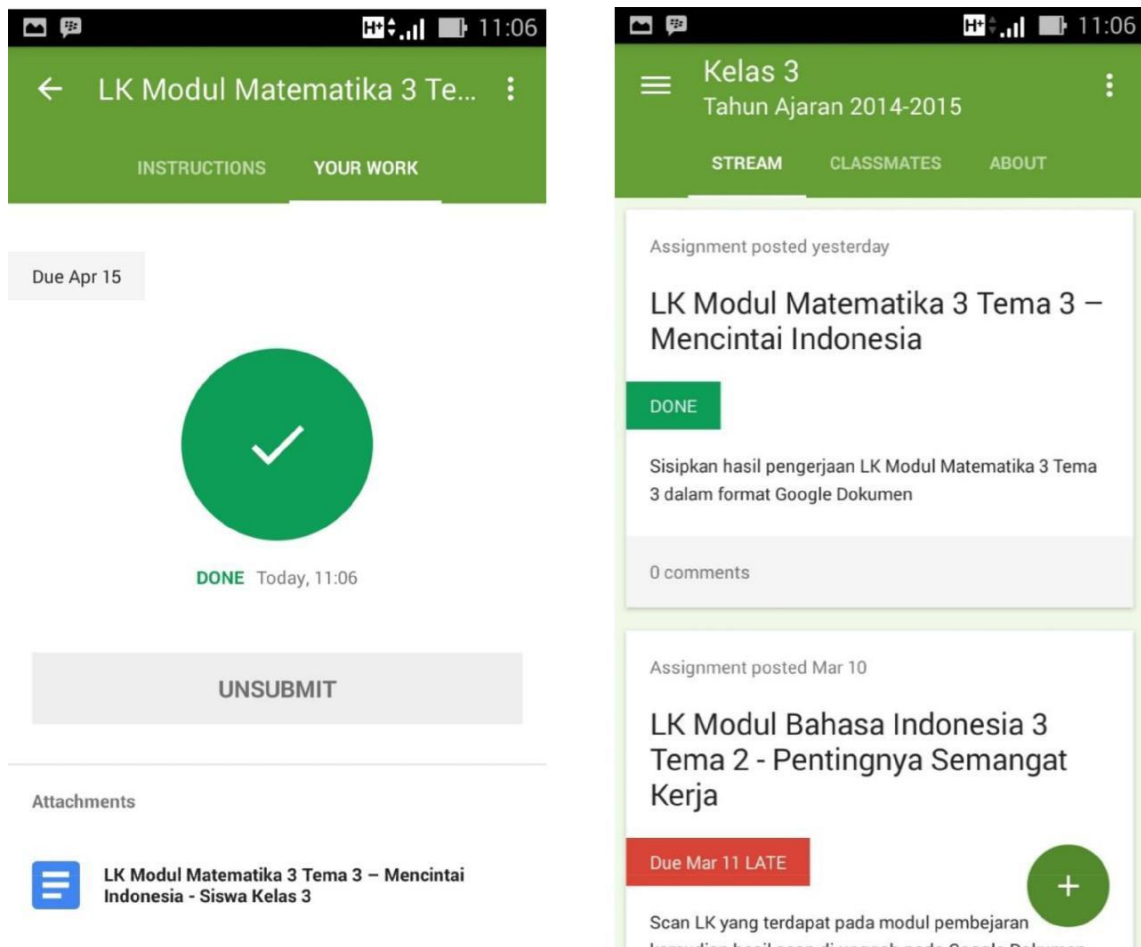 H+ 11:06
LK Modul Matematika 3 Te...
INSTRUCTIONS YOUR WORK
Due Apr 15
DONE Today, 11:06
UNSUBMIT
Attachments
LK Modul Matematika 3 Tema 3 – Mencintai
Indonesia - Siswa Kelas 3
H+ 11:06
Kelas 3
Tahun Ajaran 2014-2015
STREAM CLASSMATES ABOUT
Assignment posted yesterday
LK Modul Matematika 3 Tema 3 –
Mencintai Indonesia
DONE
Sisipkan hasil pengerjaan LK Modul Matematika 3 Tema
3 dalam format Google Dokumen
0 comments
Assignment posted Mar 10
LK Modul Bahasa Indonesia 3
Tema 2 - Pentingnya Semangat
Kerja
Due Mar 11 LATE
Scan LK yang terdapat pada modul pembejaran